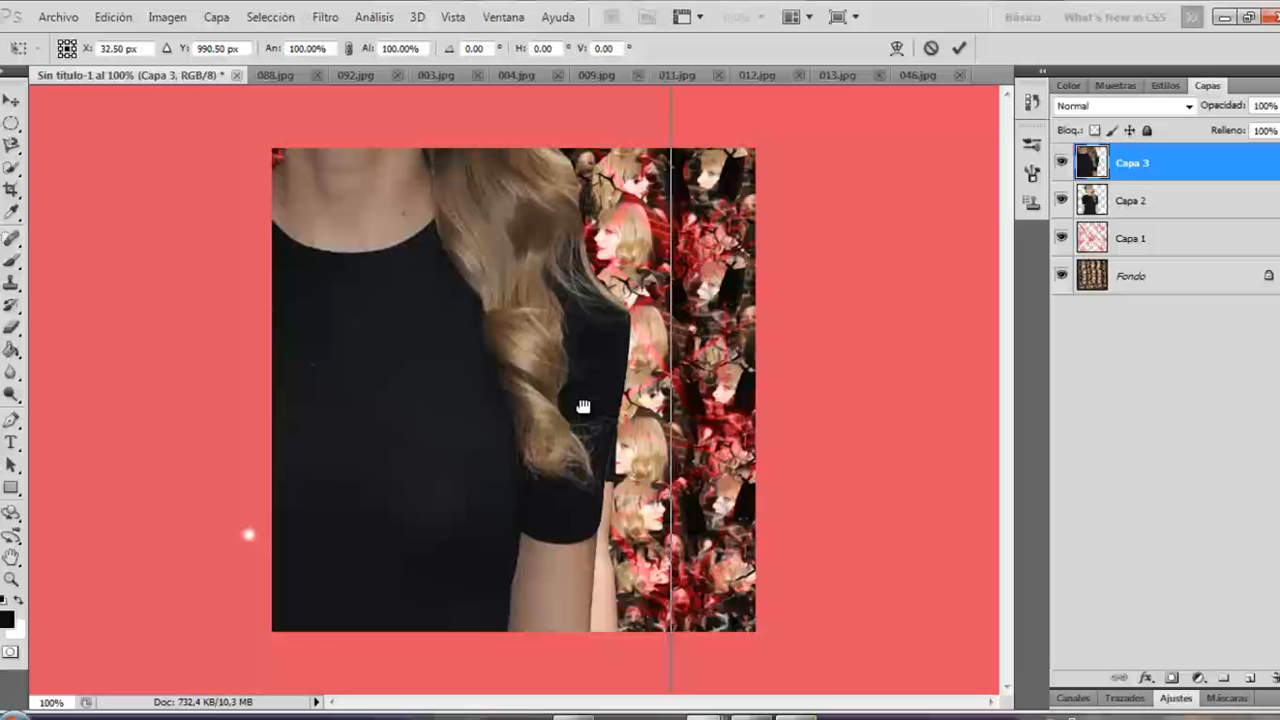 Ps Archivo Edición Imagen Capa Selección Filtro Análisis 3D Vista Ventana Ayuda Básico What's New in CS5
X: 32.50 px Y: 990.50 px An: 100.00% Al: 100.00% 0.00 ° H: 0.00 ° V: 0.00 °
Sin título-1 al 100% (Capa 3, RGB/8) * 088.jpg 092.jpg 003.jpg 004.jpg 009.jpg 011.jpg 012.jpg 013.jpg 046.jpg
Color Muestras Estilos Capas
Normal Opacidad: 100%
Bloq.: Relleno: 100%
Capa 3
Capa 2
Capa 1
Fondo
Canales Trazados Ajustes Máscaras
100% Doc: 732,4 KB/10,3 MB